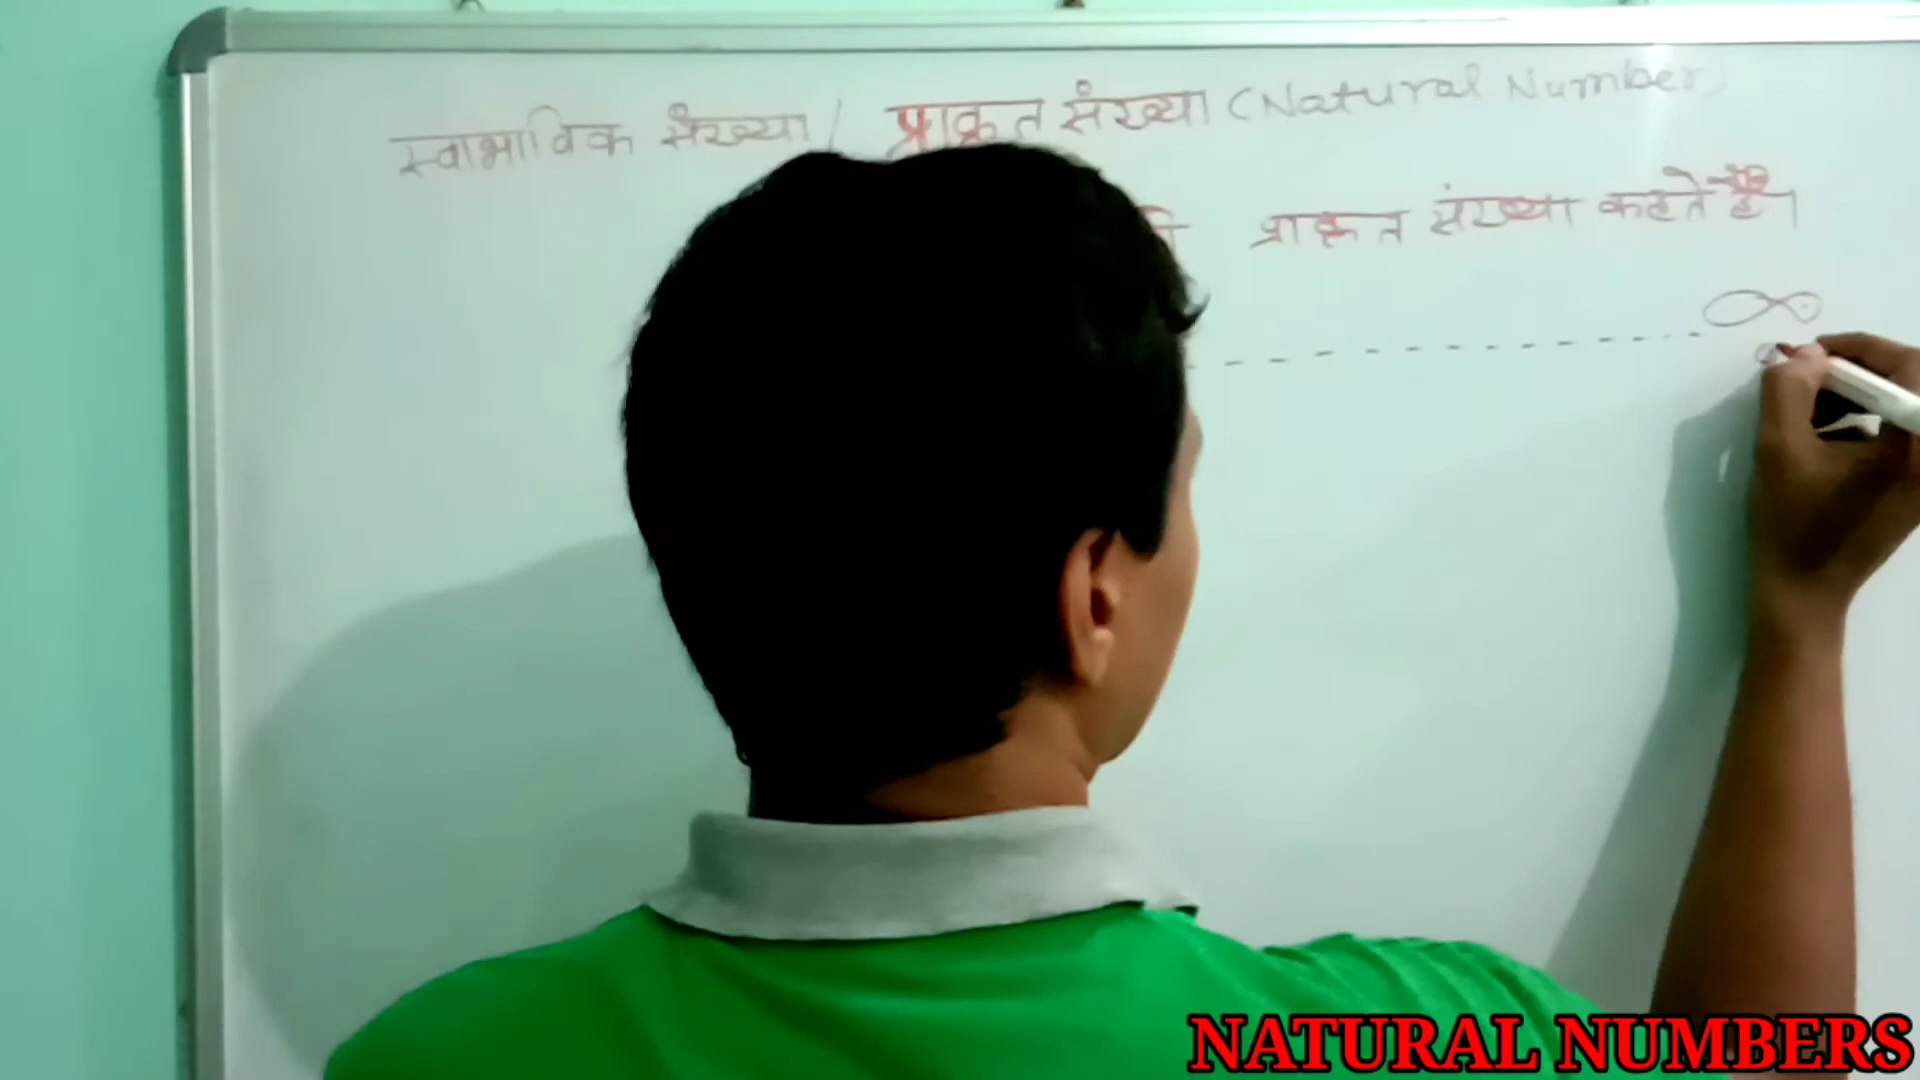 स्वाभाविक संख्या / प्राकृत संख्या (Natural Number)
प्राकृत संख्या कहते हैं।
- - - - - - - - - - - ∞
NATURAL NUMBERS